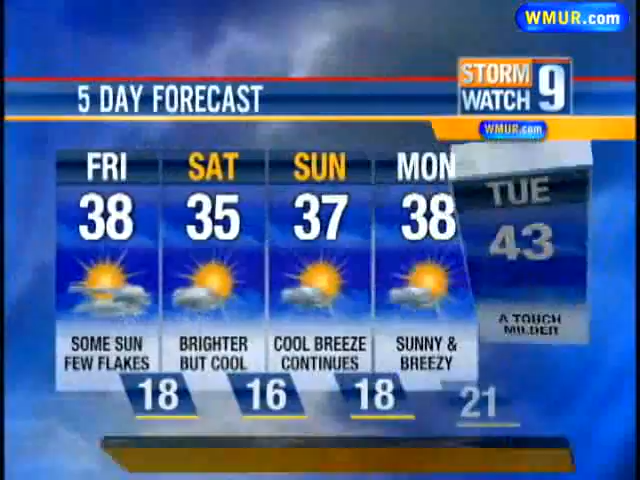 WMUR.com
5 DAY FORECAST
STORM
WATCH 9
WMUR.com
FRI
38
SOME SUN
FEW FLAKES
SAT
35
BRIGHTER
BUT COOL
SUN
37
COOL BREEZE
CONTINUES
MON
38
SUNNY &
BREEZY
TUE
43
A TOUCH
MILDER
18
16
18
21